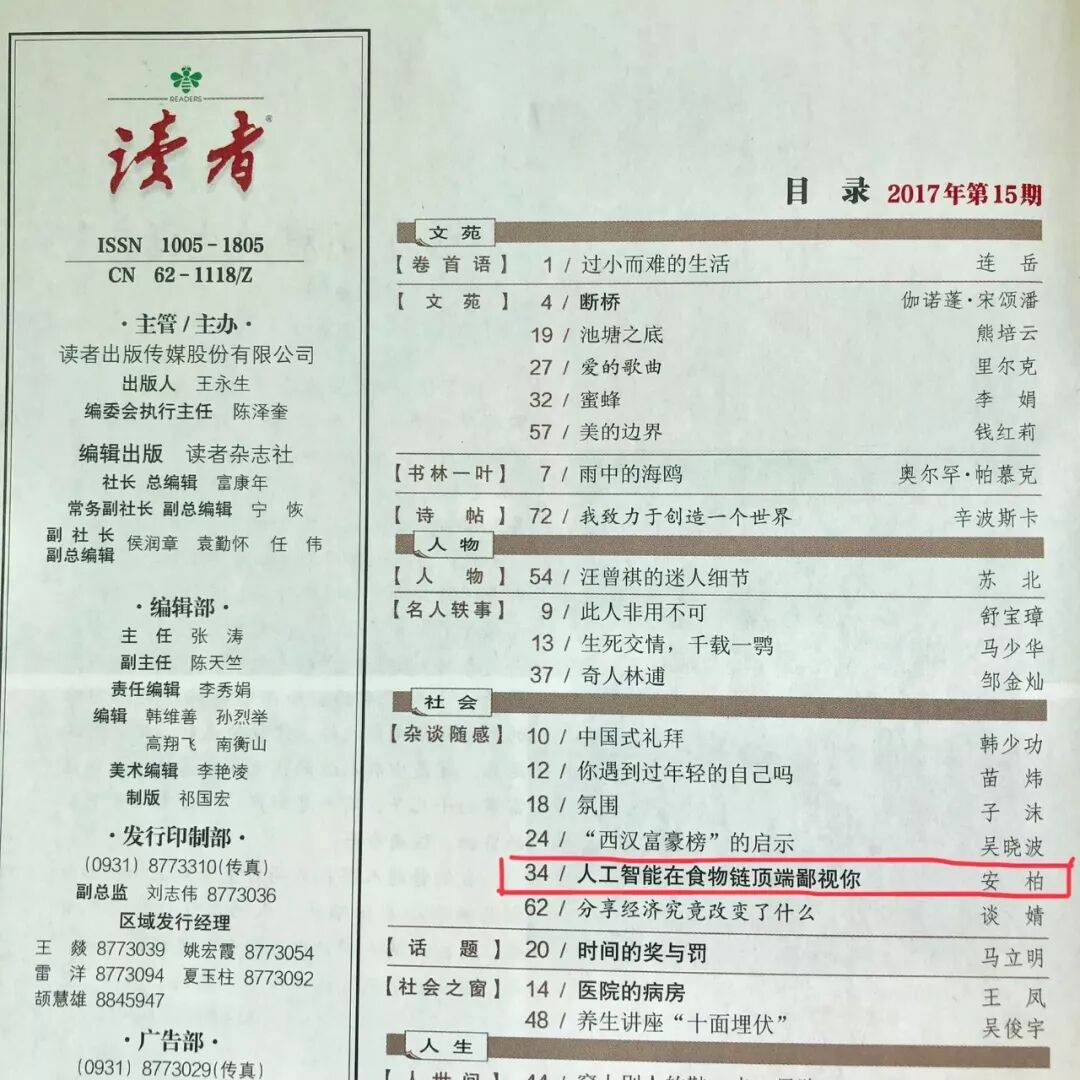 READERS
读者®
ISSN 1005-1805
CN 62-1118/Z
·主管/主办·
读者出版传媒股份有限公司
出版人 王永生
编委会执行主任 陈泽奎
编辑出版 读者杂志社
社长 总编辑 富康年
常务副社长 副总编辑 宁 恢
副 社 长
副总编辑 侯润章 袁勤怀 任 伟
·编辑部·
主 任 张 涛
副主任 陈天竺
责任编辑 李秀娟
编辑 韩维善 孙烈举
高翔飞 南衡山
美术编辑 李艳凌
制版 祁国宏
·发行印制部·
(0931) 8773310(传真)
副总监 刘志伟 8773036
区域发行经理
王 燚 8773039 姚宏霞 8773054
雷 洋 8773094 夏玉柱 8773092
颉慧雄 8845947
·广告部·
(0931) 8773029(传真)
目 录 2017年第15期
文 苑
【卷首语】 1 / 过小而难的生活 连 岳
【文 苑】 4 / 断桥 伽诺蓬·宋颂潘
19 / 池塘之底 熊培云
27 / 爱的歌曲 里尔克
32 / 蜜蜂 李 娟
57 / 美的边界 钱红莉
【书林一叶】 7 / 雨中的海鸥 奥尔罕·帕慕克
【诗 帖】 72 / 我致力于创造一个世界 辛波斯卡
人 物
【人 物】 54 / 汪曾祺的迷人细节 苏 北
【名人轶事】 9 / 此人非用不可 舒宝璋
13 / 生死交情，千载一鹗 马少华
37 / 奇人林逋 邹金灿
社 会
【杂谈随感】 10 / 中国式礼拜 韩少功
12 / 你遇到过年轻的自己吗 苗 炜
18 / 氛围 子 沫
24 / “西汉富豪榜”的启示 吴晓波
34 / 人工智能在食物链顶端鄙视你 安 柏
62 / 分享经济究竟改变了什么 谈 婧
【话 题】 20 / 时间的奖与罚 马立明
【社会之窗】 14 / 医院的病房 王 凤
48 / 养生讲座“十面埋伏” 吴俊宇
人 生